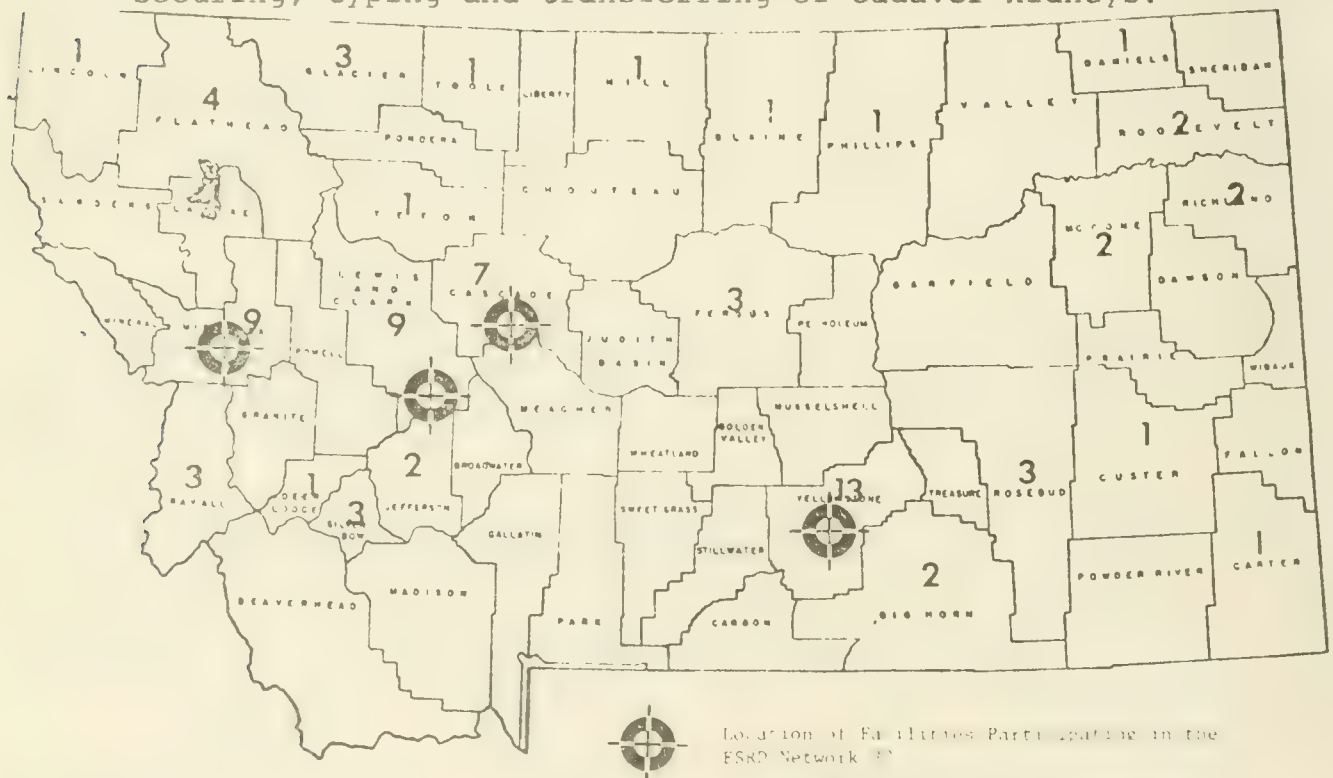 securing, typing and transferring of cadaver kidneys.
1
LINCOLN
4
FLATHEAD
3
GLACIER
1
TOOLE
LIBERTY
1
HILL
1
BLAINE
1
PHILLIPS
VALLEY
1
DANIELS
SHERIDAN
2
ROOSEVELT
PONDERA
1
TETON
CHOUTEAU
SANDERS
LAKE
2
RICHLAND
MC CONE
2
DAWSON
LEWIS
AND
CLARK
9
7
CASCADE
3
FERGUS
PETROLEUM
GARFIELD
JUDITH
BASIN
MINERAL
9
POWELL
PRAIRIE
WIBAUX
GRANITE
MEAGHER
MUSSELSHELL
GOLDEN
VALLEY
WHEATLAND
BROADWATER
1
CUSTER
FALLON
3
RAVALLI
1
DEER
LODGE
3
SILVER
BOW
2
JEFFERSON
GALLATIN
SWEET GRASS
STILLWATER
13
YELLOWSTONE
TREASURE
3
ROSEBUD
2
BIG HORN
POWDER RIVER
1
CARTER
BEAVERHEAD
MADISON
PARK
CARBON
Location of Facilities Participating in the
ESRD Network